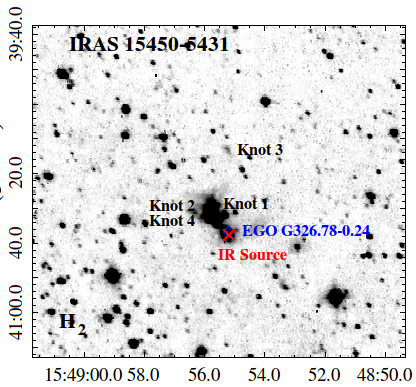 IRAS 15450-5431
39:40.0
Knot 3
20.0
Knot 2
Knot 1
Knot 4
EGO G326.78-0.24
40.0
IR Source
41:00.0
H2
15:49:00.0 58.0 56.0 54.0 52.0 48:50.0